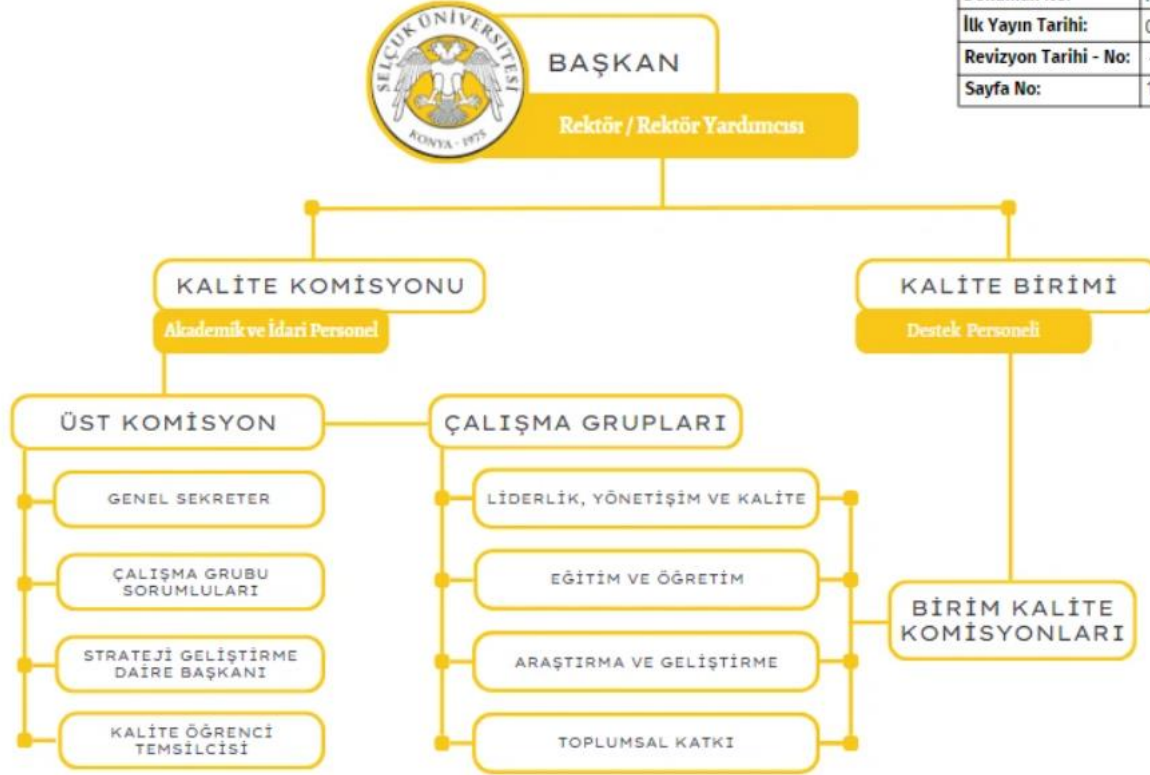 İlk Yayın Tarihi:
Revizyon Tarihi - No:
Sayfa No:
SELÇUK ÜNİVERSİTESİ
KONYA - 1975
BAŞKAN
Rektör / Rektör Yardımcısı
KALİTE KOMİSYONU
Akademik ve İdari Personel
KALİTE BİRİMİ
Destek Personeli
ÜST KOMİSYON
ÇALIŞMA GRUPLARI
GENEL SEKRETER
LİDERLİK, YÖNETİŞİM VE KALİTE
ÇALIŞMA GRUBU
SORUMLULARI
EĞİTİM VE ÖĞRETİM
BİRİM KALİTE
KOMİSYONLARI
STRATEJİ GELİŞTİRME
DAİRE BAŞKANI
ARAŞTIRMA VE GELİŞTİRME
KALİTE ÖĞRENCİ
TEMSİLCİSİ
TOPLUMSAL KATKI